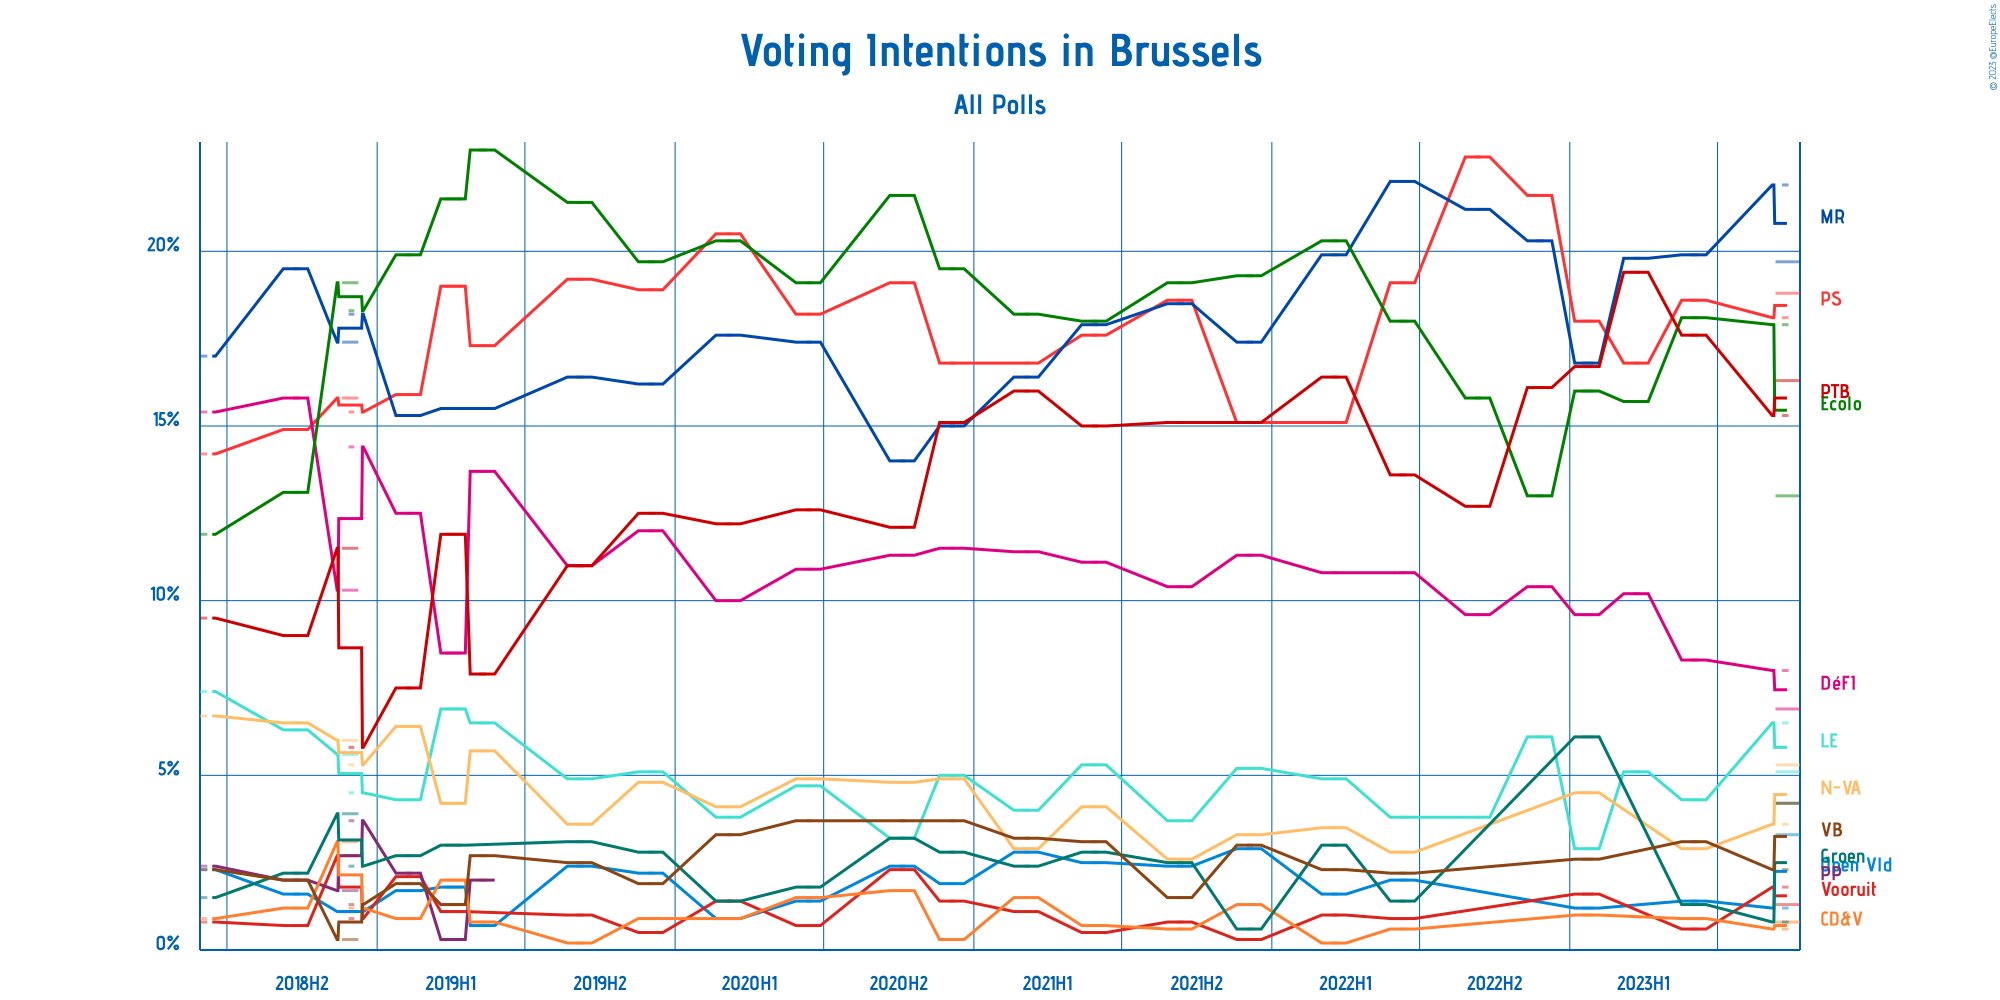 © 2023 @EuropeElects
Voting Intentions in Brussels
All Polls
20%
15%
10%
5%
0%
MR
PS
PTB
Ecolo
DéFI
LE
N-VA
VB
Groen
Open Vld
PP
Vooruit
CD&V
2018H2
2019H1
2019H2
2020H1
2020H2
2021H1
2021H2
2022H1
2022H2
2023H1